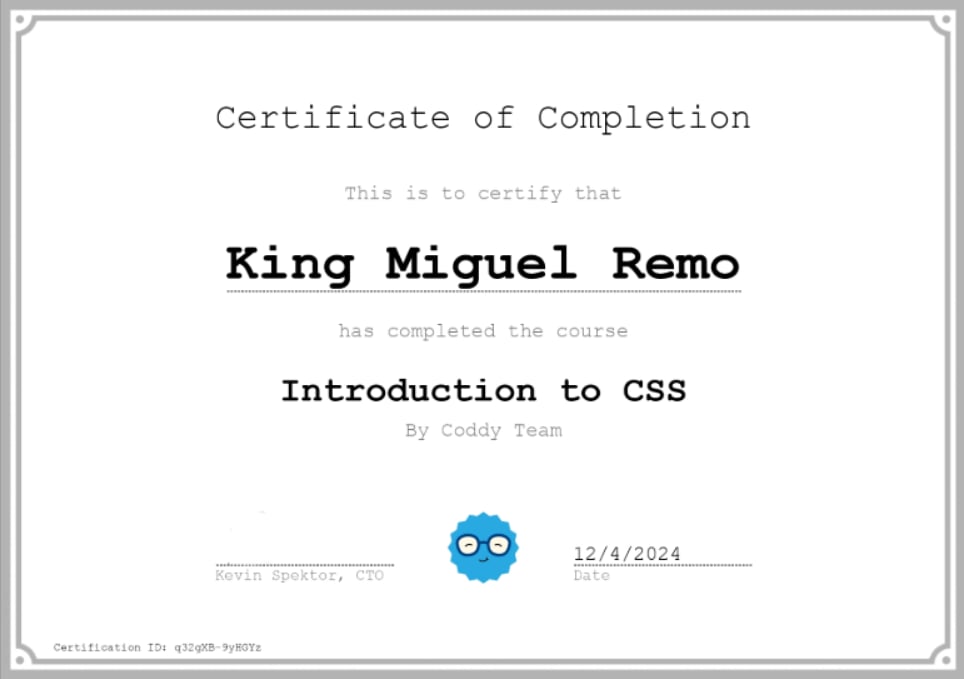 Certificate of Completion
This is to certify that
King Miguel Remo
has completed the course
Introduction to CSS
By Coddy Team
12/4/2024
Kevin Spektor, CTO
Date
Certification ID: q32gXB-9yHGYz